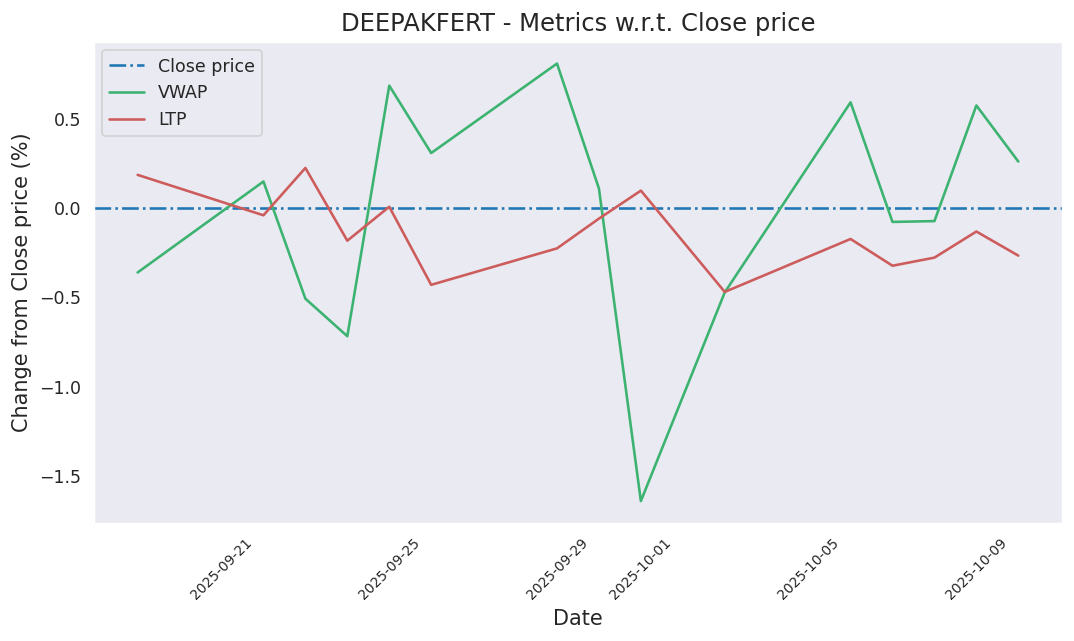 DEEPAKFERT - Metrics w.r.t. Close price
Close price
VWAP
LTP
Change from Close price (%)
0.5
0.0
−0.5
−1.0
−1.5
2025-09-21
2025-09-25
2025-09-29
2025-10-01
2025-10-05
2025-10-09
Date